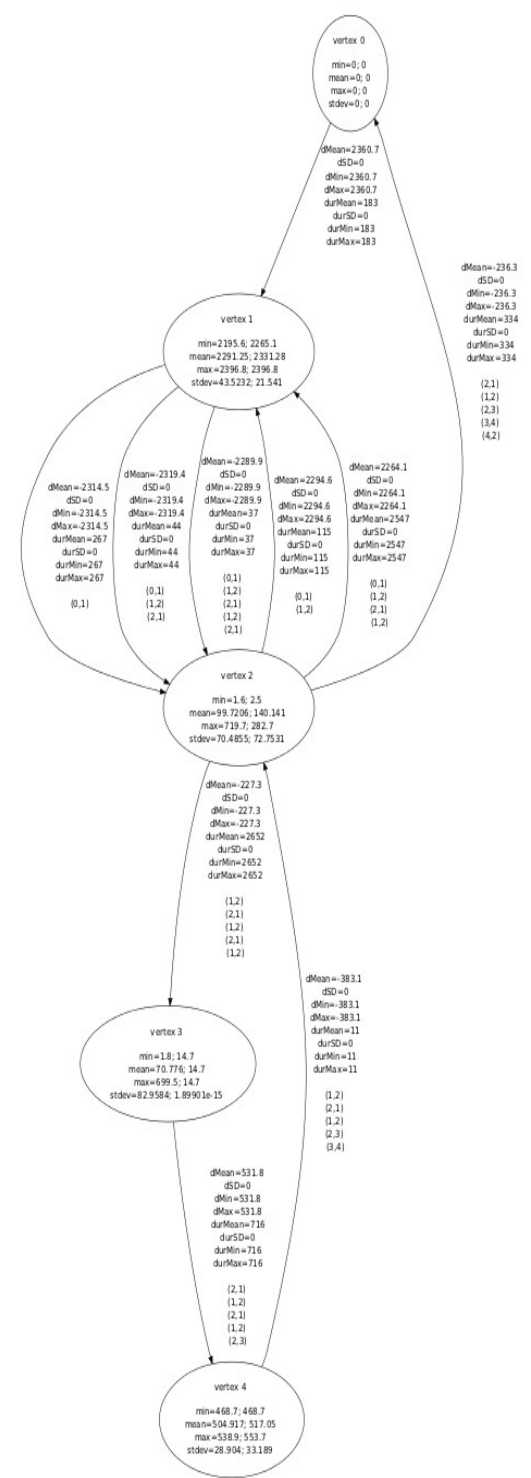 vertex 0
min=0; 0
mean=0; 0
max=0; 0
stdev=0; 0
dMean=2360.7
dSD=0
dMin=2360.7
dMax=2360.7
durMean=183
durSD=0
durMin=183
durMax=183
dMean=-236.3
dSD=0
dMin=-236.3
dMax=-236.3
durMean=334
durSD=0
durMin=334
durMax=334
(2,1)
(1,2)
(2,3)
(3,4)
(4,2)
vertex 1
min=2195.6; 2265.1
mean=2291.25; 2331.28
max=2396.8; 2396.8
stdev=43.5232; 21.541
dMean=-2314.5
dSD=0
dMin=-2314.5
dMax=-2314.5
durMean=267
durSD=0
durMin=267
durMax=267
(0,1)
dMean=-2319.4
dSD=0
dMin=-2319.4
dMax=-2319.4
durMean=44
durSD=0
durMin=44
durMax=44
(0,1)
(1,2)
(2,1)
dMean=-2289.9
dSD=0
dMin=-2289.9
dMax=-2289.9
durMean=37
durSD=0
durMin=37
durMax=37
(0,1)
(1,2)
(2,1)
(1,2)
(2,1)
dMean=2294.6
dSD=0
dMin=2294.6
dMax=2294.6
durMean=115
durSD=0
durMin=115
durMax=115
(0,1)
(1,2)
dMean=2264.1
dSD=0
dMin=2264.1
dMax=2264.1
durMean=2547
durSD=0
durMin=2547
durMax=2547
(0,1)
(1,2)
(2,1)
(1,2)
vertex 2
min=1.6; 2.5
mean=99.7206; 140.141
max=719.7; 282.7
stdev=70.4855; 72.7531
dMean=-227.3
dSD=0
dMin=-227.3
dMax=-227.3
durMean=2652
durSD=0
durMin=2652
durMax=2652
(1,2)
(2,1)
(1,2)
(2,1)
(1,2)
dMean=-383.1
dSD=0
dMin=-383.1
dMax=-383.1
durMean=11
durSD=0
durMin=11
durMax=11
(1,2)
(2,1)
(1,2)
(2,3)
(3,4)
vertex 3
min=1.8; 14.7
mean=70.776; 14.7
max=699.5; 14.7
stdev=82.9584; 1.89901e-15
dMean=531.8
dSD=0
dMin=531.8
dMax=531.8
durMean=716
durSD=0
durMin=716
durMax=716
(2,1)
(1,2)
(2,1)
(1,2)
(2,3)
vertex 4
min=468.7; 468.7
mean=504.917; 517.05
max=538.9; 553.7
stdev=28.904; 33.189